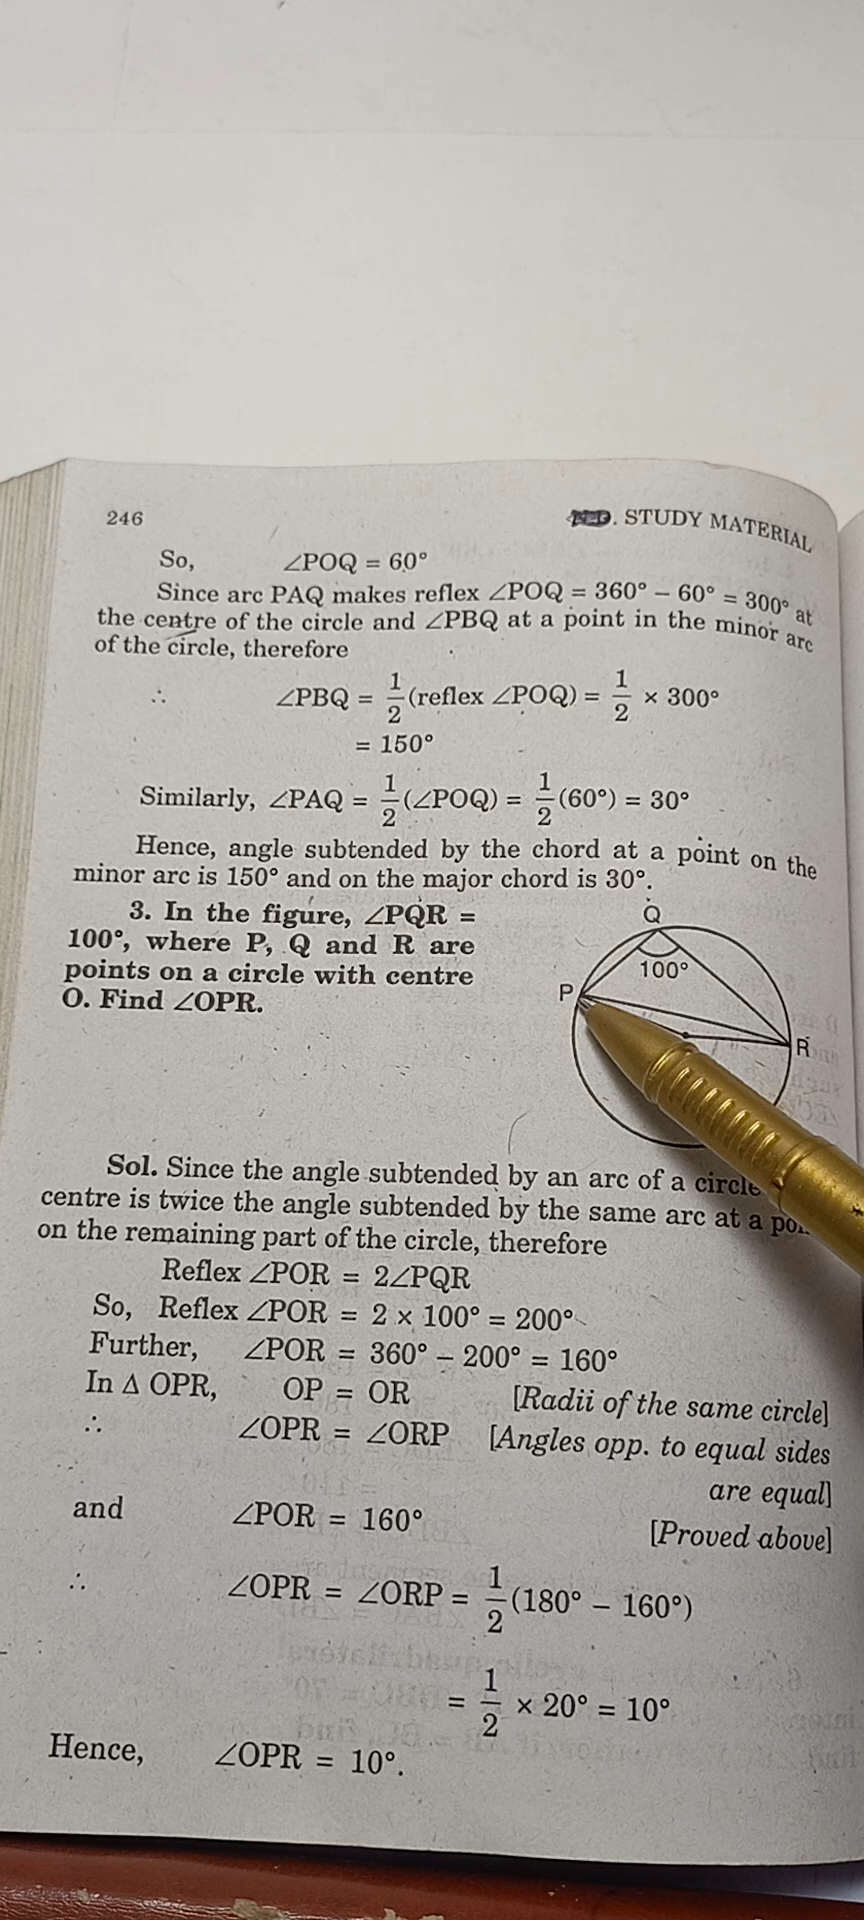 246
. STUDY MATERIAL
So, ∠POQ = 60°
Since arc PAQ makes reflex ∠POQ = 360° – 60° = 300° at
the centre of the circle and ∠PBQ at a point in the minor arc
of the circle, therefore
∴ ∠PBQ = 1/2 (reflex ∠POQ) = 1/2 × 300°
= 150°
Similarly, ∠PAQ = 1/2 (∠POQ) = 1/2 (60°) = 30°
Hence, angle subtended by the chord at a point on the
minor arc is 150° and on the major chord is 30°.
3. In the figure, ∠PQR =
100°, where P, Q and R are
points on a circle with centre
O. Find ∠OPR.
Q
100°
P
R
Sol. Since the angle subtended by an arc of a circle
centre is twice the angle subtended by the same arc at a
on the remaining part of the circle, therefore
Reflex ∠POR = 2∠PQR
So, Reflex ∠POR = 2 × 100° = 200°
Further, ∠POR = 360° – 200° = 160°
In Δ OPR, OP = OR [Radii of the same circle]
∴ ∠OPR = ∠ORP [Angles opp. to equal sides
are equal]
and ∠POR = 160° [Proved above]
∴ ∠OPR = ∠ORP = 1/2 (180° – 160°)
= 1/2 × 20° = 10°
Hence, ∠OPR = 10°.